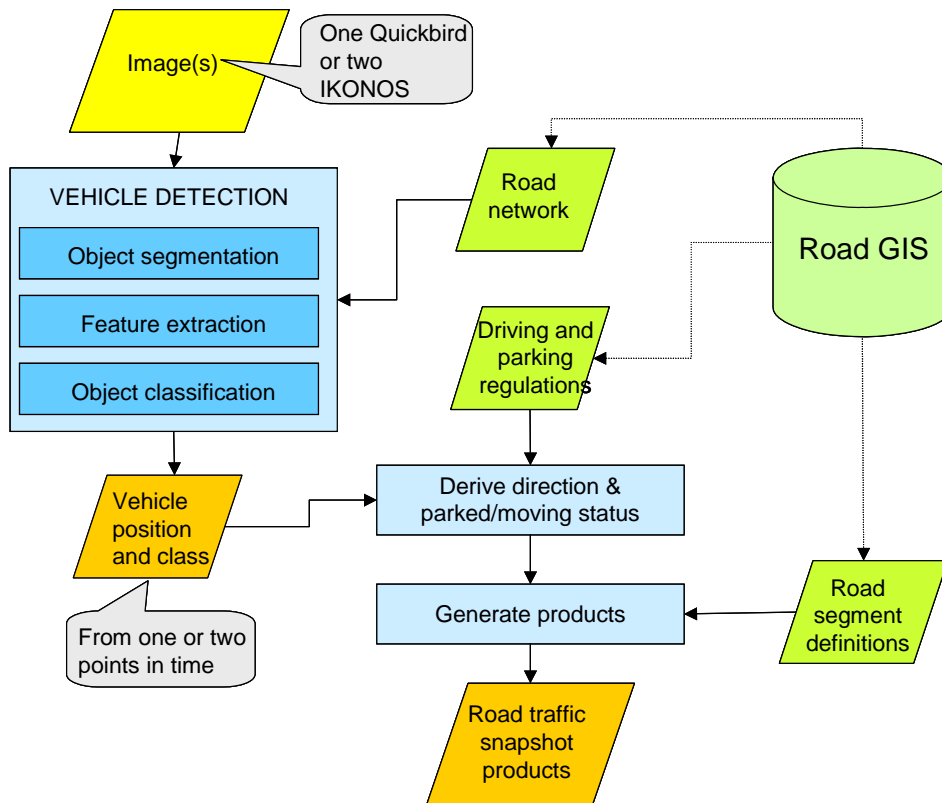 Image(s)
One Quickbird
or two
IKONOS
VEHICLE DETECTION
Object segmentation
Feature extraction
Object classification
Road
network
Road GIS
Driving and
parking
regulations
Vehicle
position
and class
Derive direction &
parked/moving status
From one or two
points in time
Generate products
Road
segment
definitions
Road traffic
snapshot
products